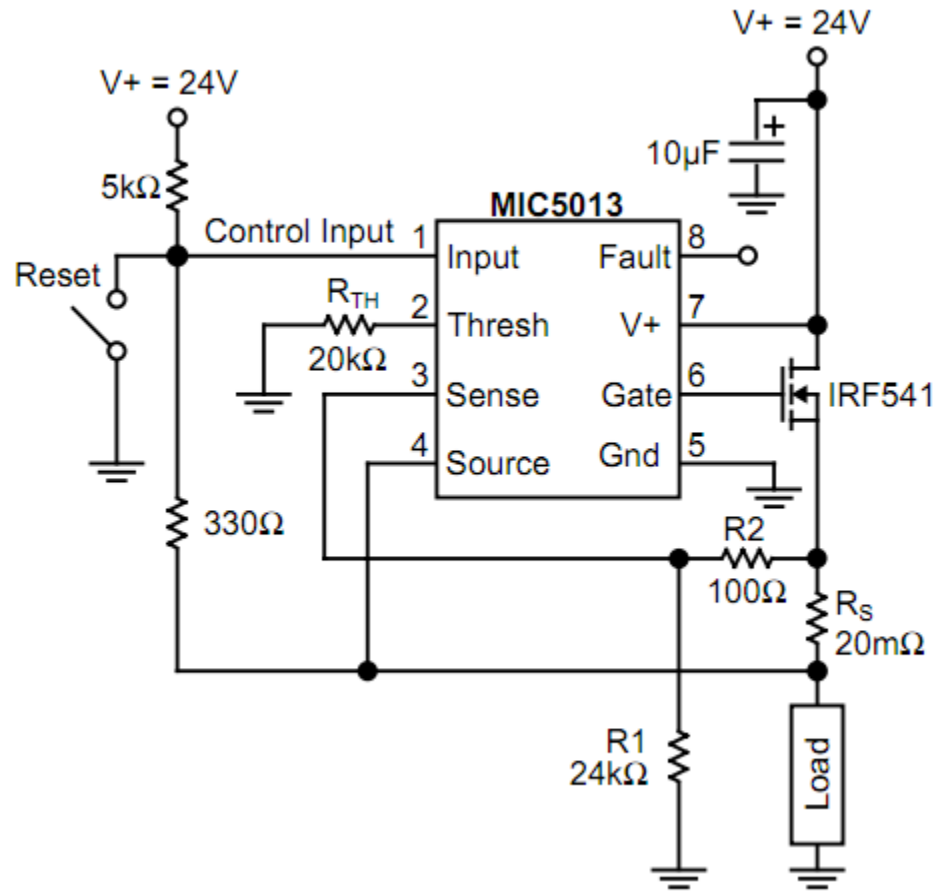 V+ = 24V
V+ = 24V
10µF
+
5kΩ
MIC5013
Control Input
1
Input
Fault
8
Reset
R_TH
20kΩ
2
Thresh
V+
7
3
Sense
Gate
6
IRF541
4
Source
Gnd
5
330Ω
R2
100Ω
R_S
20mΩ
R1
24kΩ
Load